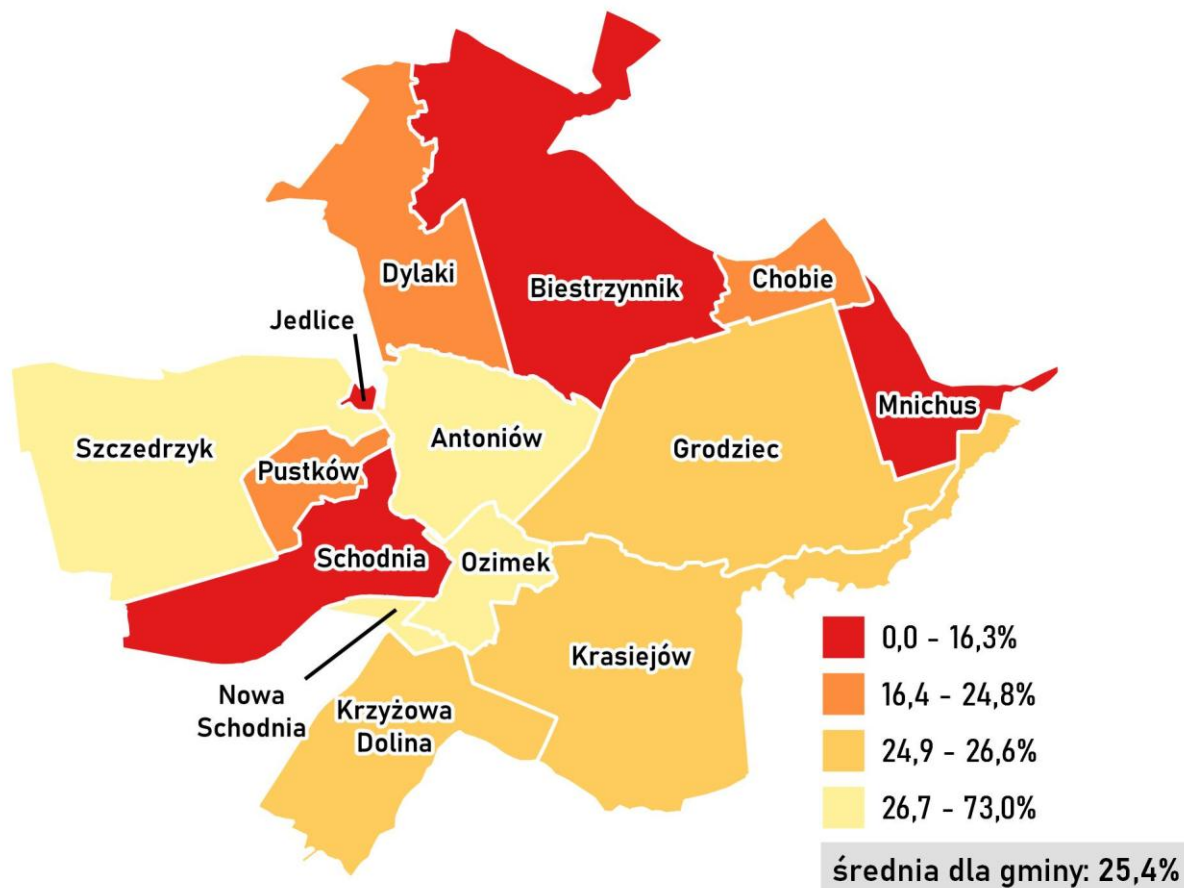 Dylaki
Biestrzynnik
Chobie
Jedlice
Mnichus
Szczedrzyk
Antoniów
Grodziec
Pustków
Schodnia
Ozimek
Krasiejów
Nowa
Schodnia
Krzyżowa
Dolina
0,0 - 16,3%
16,4 - 24,8%
24,9 - 26,6%
26,7 - 73,0%
średnia dla gminy: 25,4%